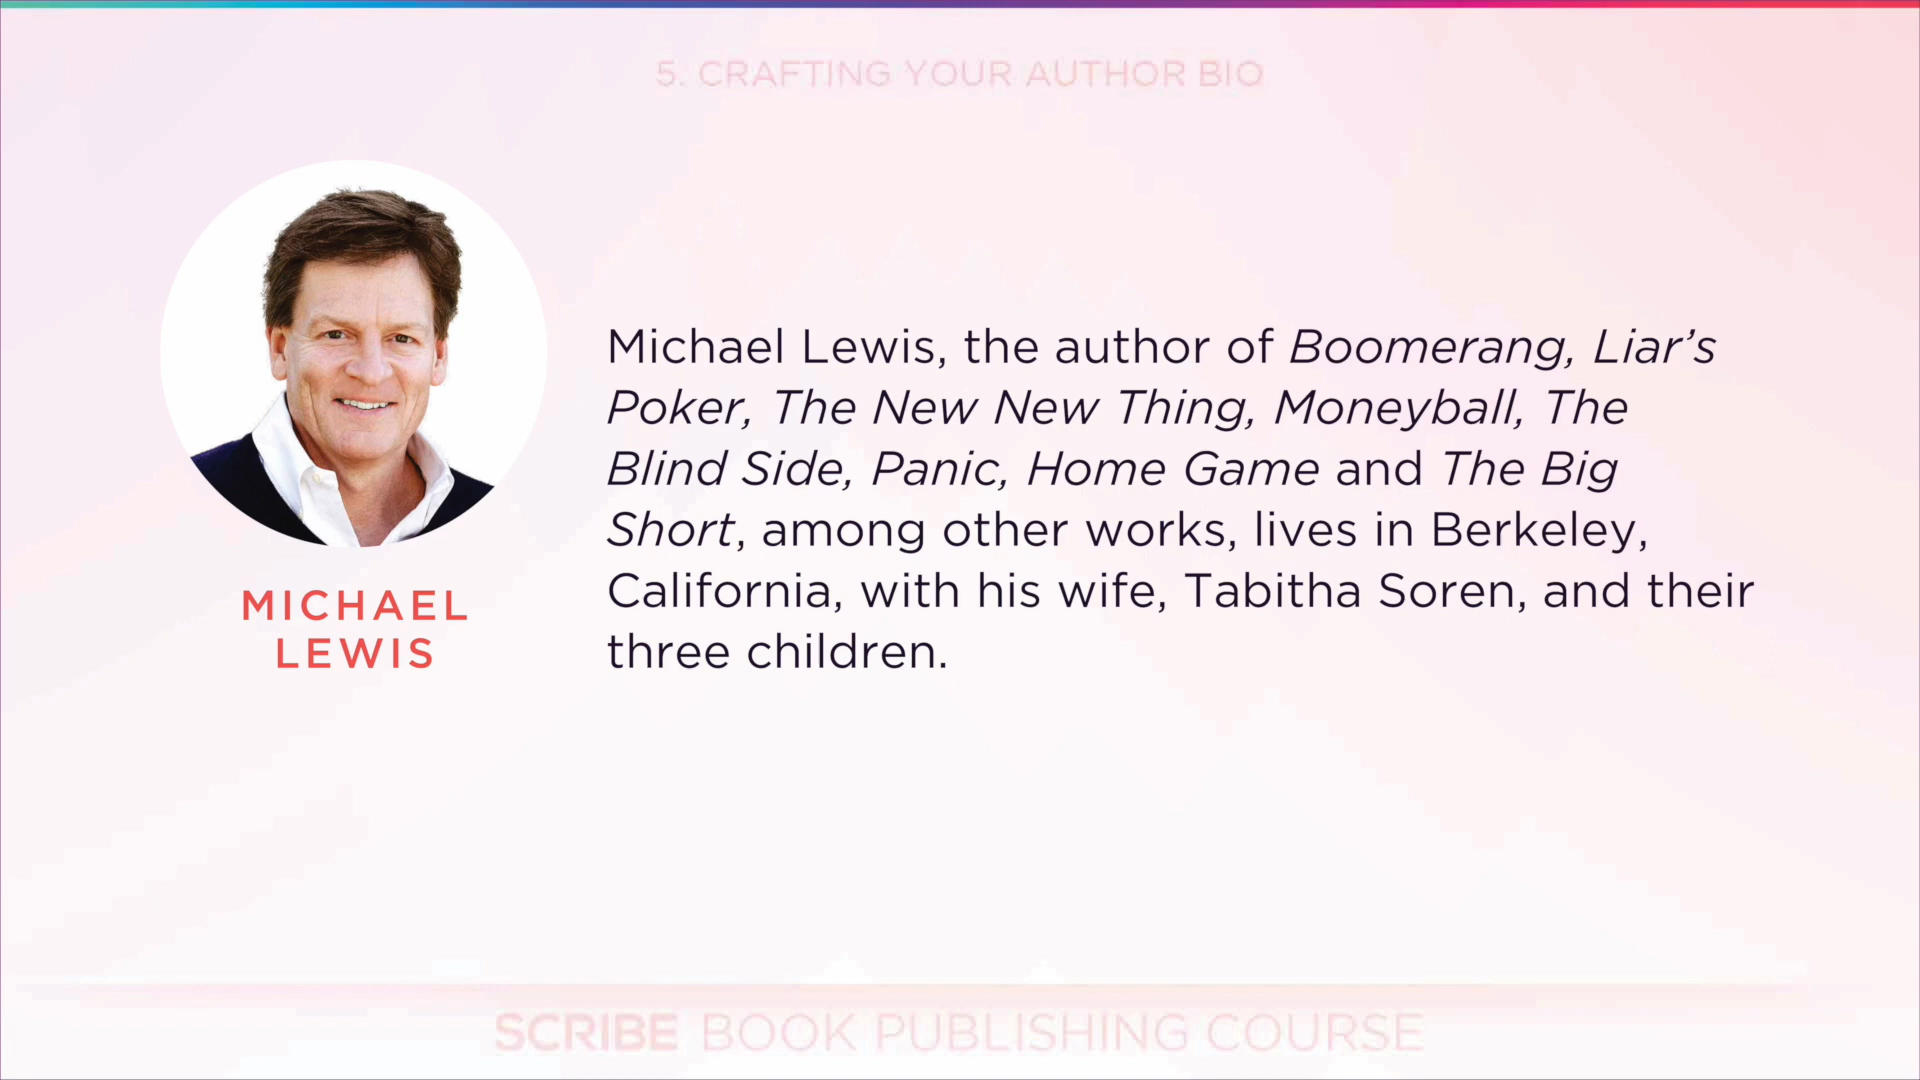 5. CRAFTING YOUR AUTHOR BIO
MICHAEL
LEWIS
Michael Lewis, the author of Boomerang, Liar’s
Poker, The New New Thing, Moneyball, The
Blind Side, Panic, Home Game and The Big
Short, among other works, lives in Berkeley,
California, with his wife, Tabitha Soren, and their
three children.
SCRIBE BOOK PUBLISHING COURSE